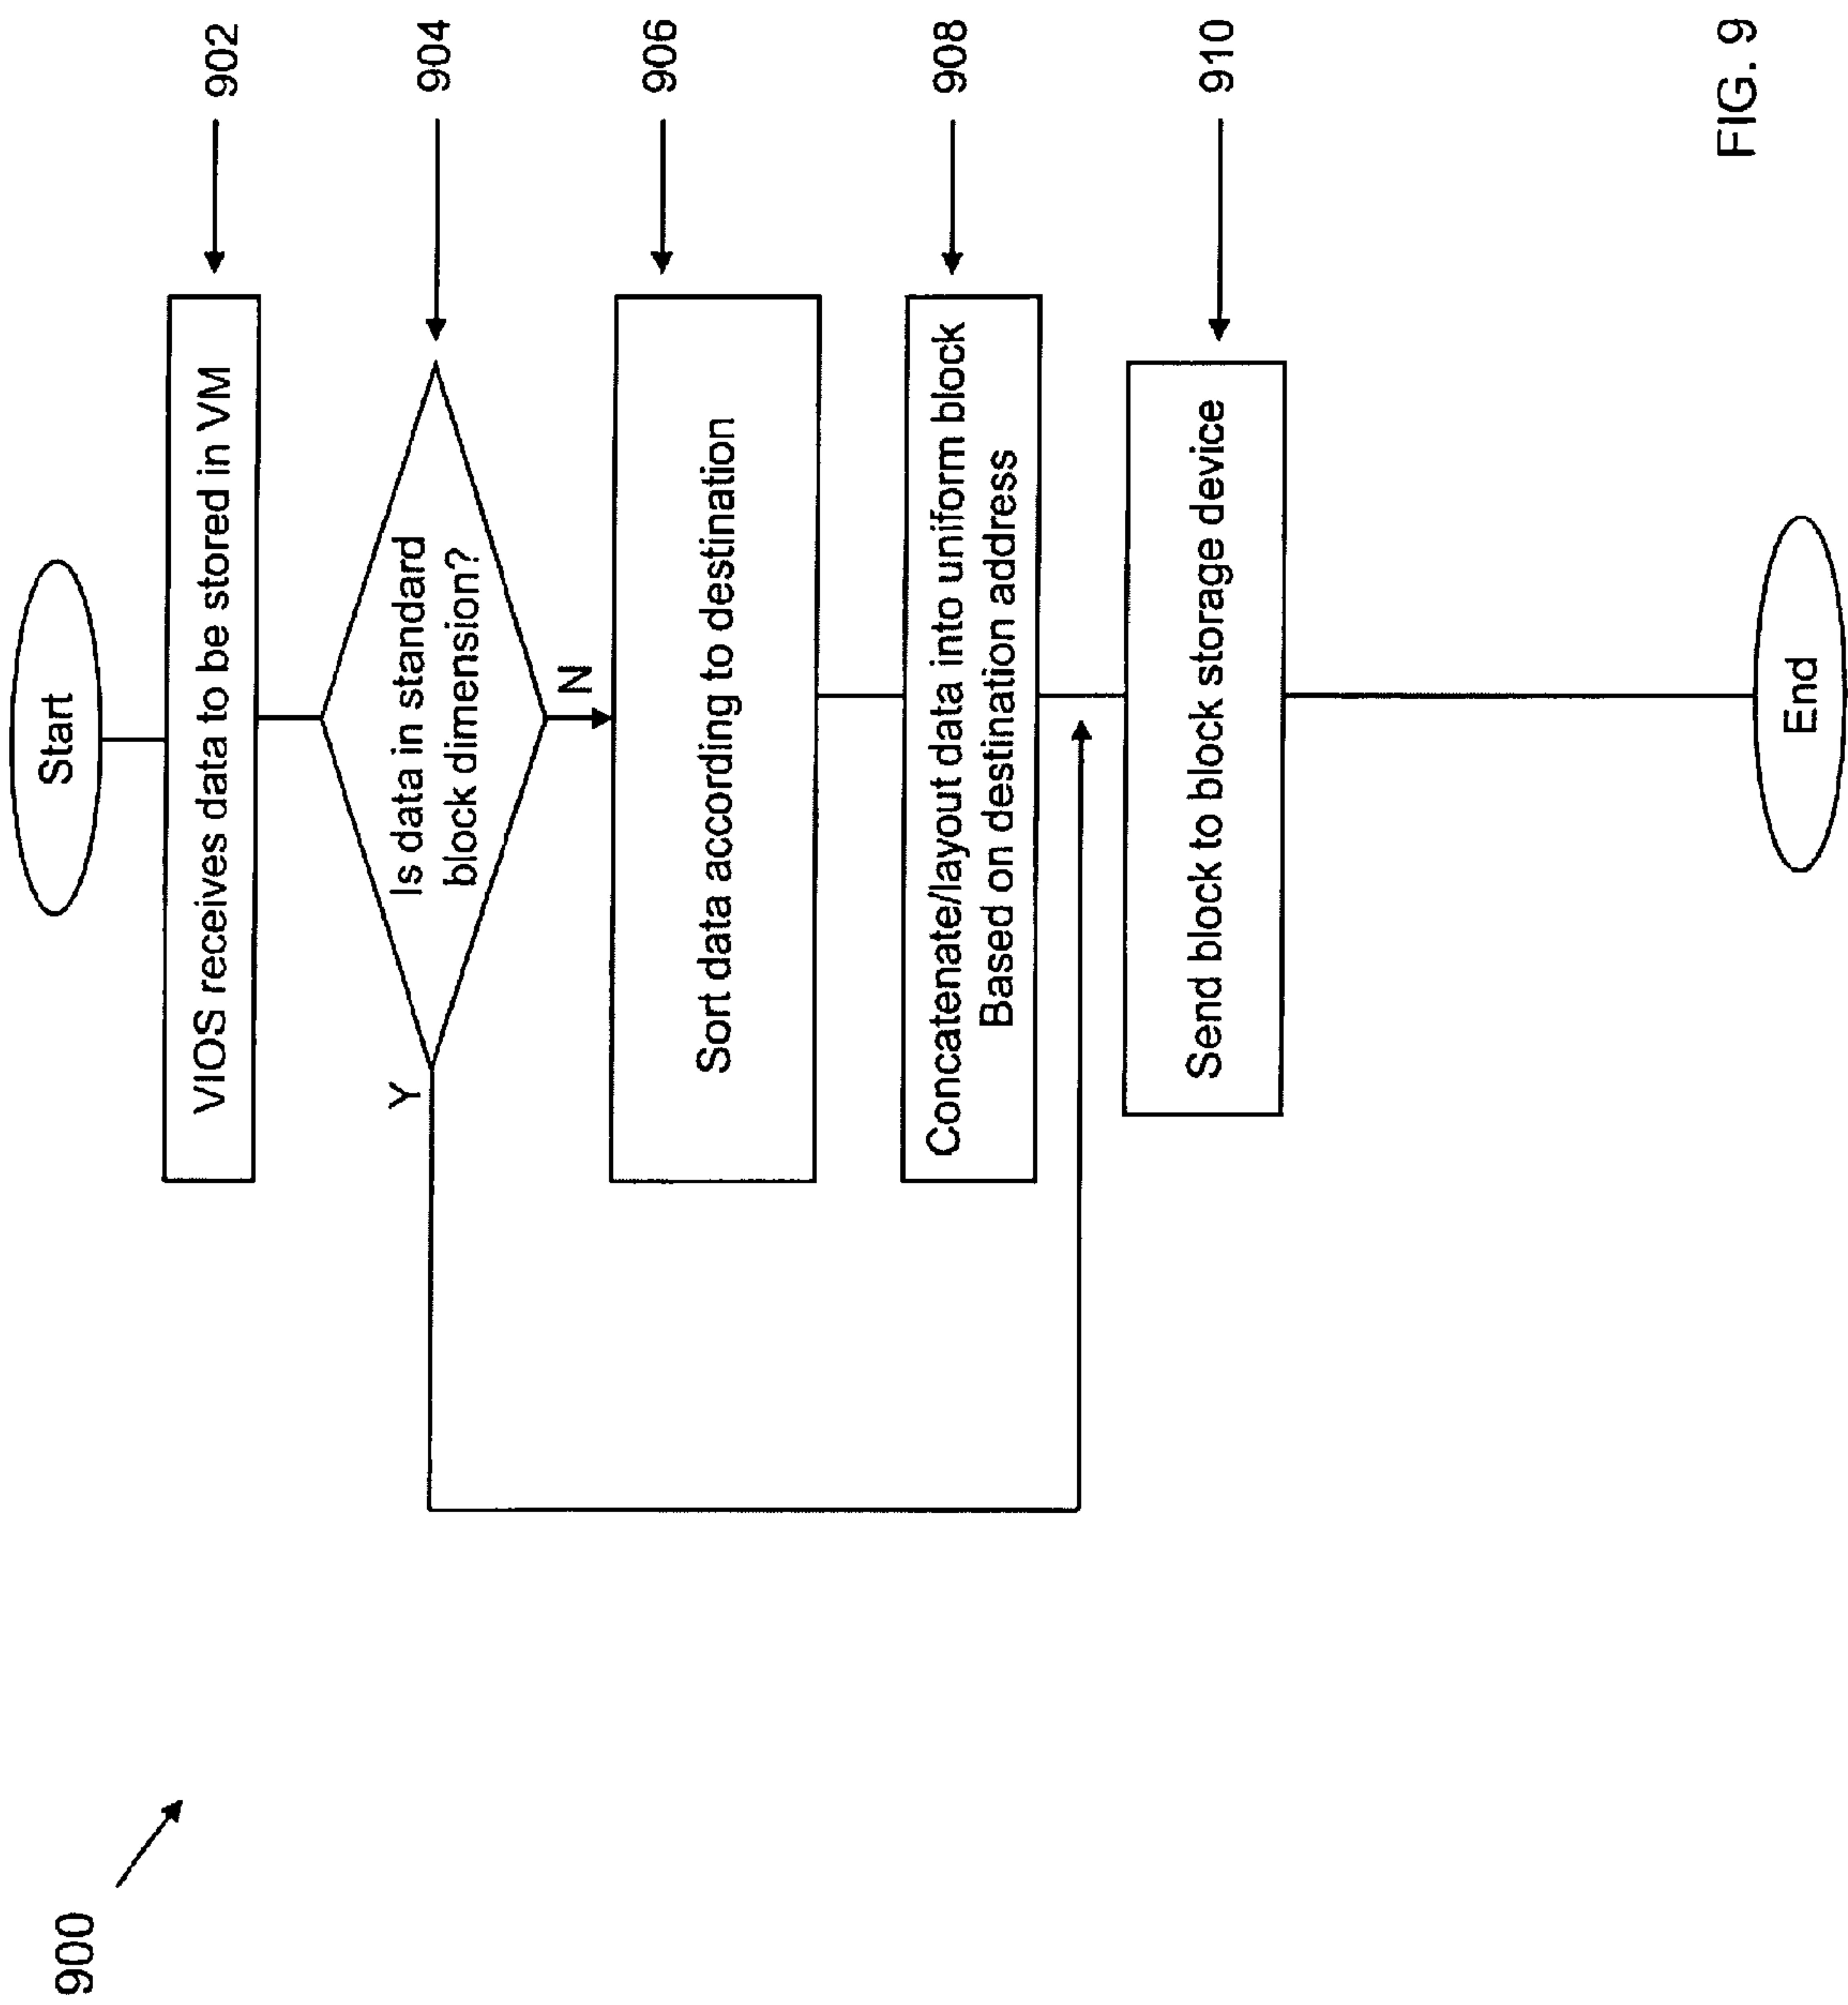 900
Start
VIOS receives data to be stored in VM
902
Is data in standard
block dimension?
904
Y
N
Sort data according to destination
906
Concatenate/layout data into uniform block
Based on destination address
908
Send block to block storage device
910
End
FIG. 9